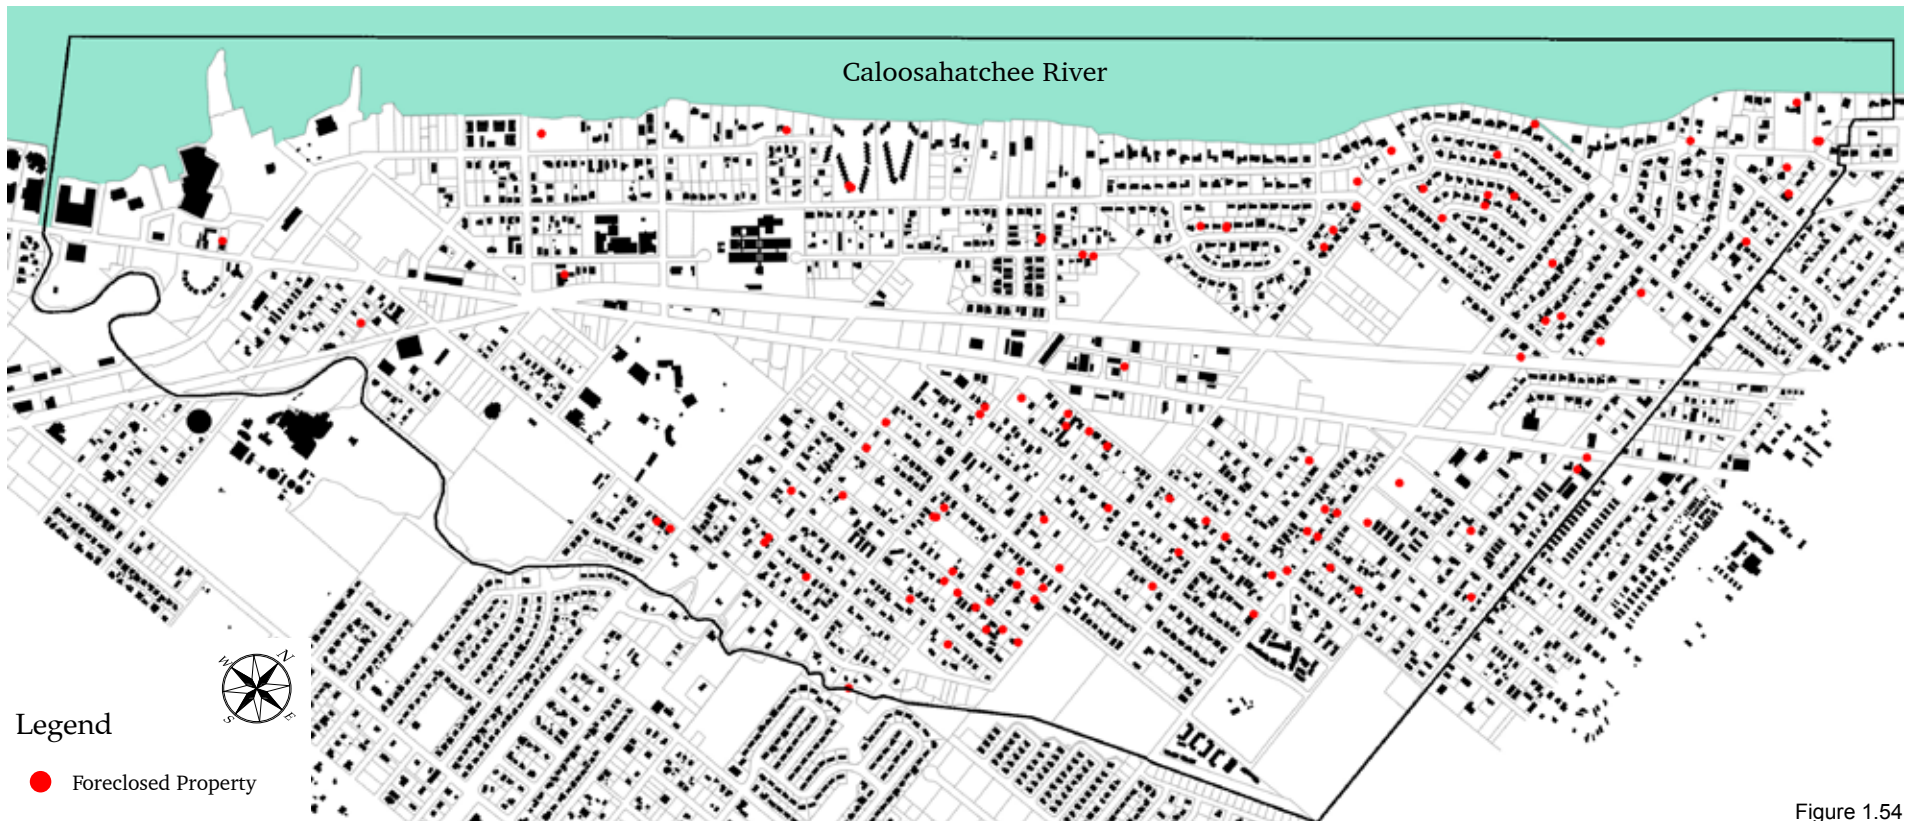 Caloosahatchee River
N
W
S
E
Legend
Foreclosed Property
Figure 1.54